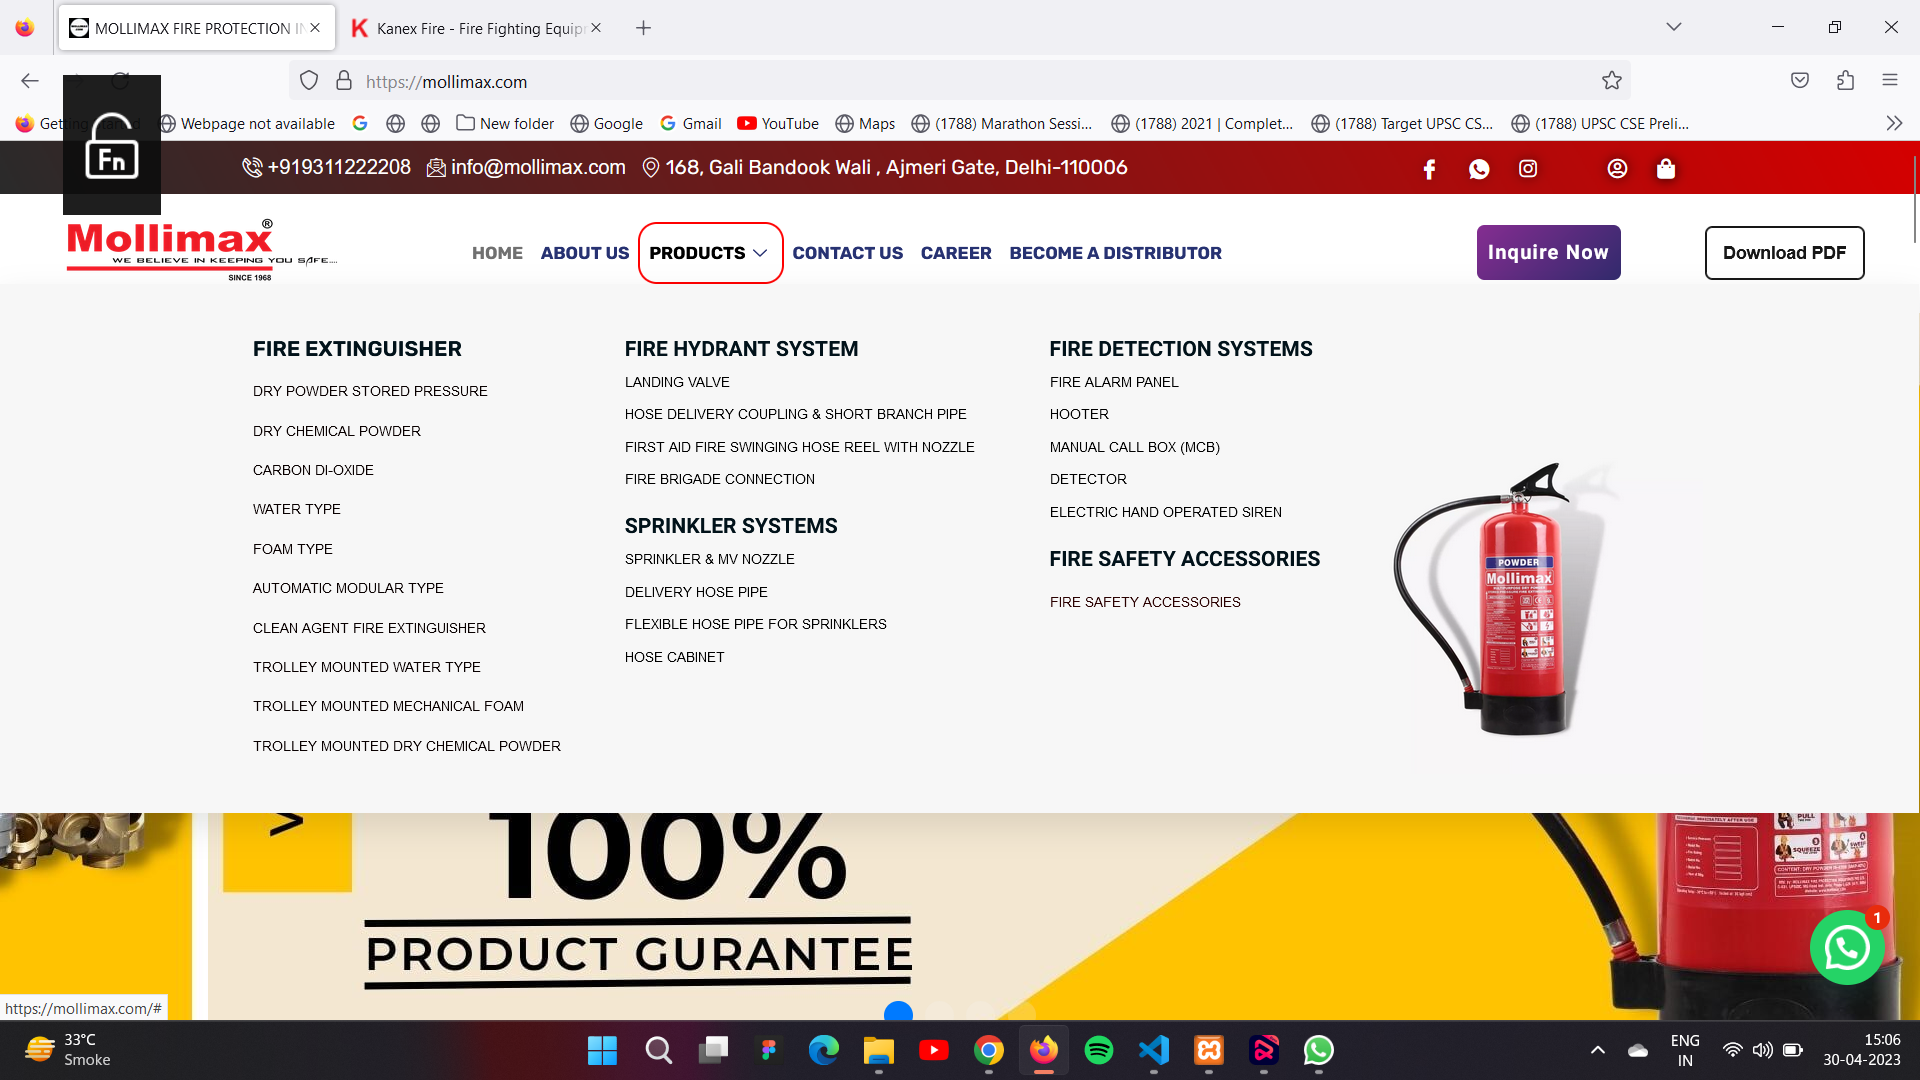 MOLLIMAX FIRE PROTECTION IN
Kanex Fire - Fire Fighting Equip
https://mollimax.com
Getting Started
Webpage not available
New folder
Google
Gmail
YouTube
Maps
(1788) Marathon Sessi...
(1788) 2021 | Complet...
(1788) Target UPSC CS...
(1788) UPSC CSE Preli...
Fn
+919311222208
info@mollimax.com
168, Gali Bandook Wali , Ajmeri Gate, Delhi-110006
Mollimax®
WE BELIEVE IN KEEPING YOU SAFE....
SINCE 1968
HOME
ABOUT US
PRODUCTS
CONTACT US
CAREER
BECOME A DISTRIBUTOR
Inquire Now
Download PDF
FIRE EXTINGUISHER
DRY POWDER STORED PRESSURE
DRY CHEMICAL POWDER
CARBON DI-OXIDE
WATER TYPE
FOAM TYPE
AUTOMATIC MODULAR TYPE
CLEAN AGENT FIRE EXTINGUISHER
TROLLEY MOUNTED WATER TYPE
TROLLEY MOUNTED MECHANICAL FOAM
TROLLEY MOUNTED DRY CHEMICAL POWDER
FIRE HYDRANT SYSTEM
LANDING VALVE
HOSE DELIVERY COUPLING & SHORT BRANCH PIPE
FIRST AID FIRE SWINGING HOSE REEL WITH NOZZLE
FIRE BRIGADE CONNECTION
SPRINKLER SYSTEMS
SPRINKLER & MV NOZZLE
DELIVERY HOSE PIPE
FLEXIBLE HOSE PIPE FOR SPRINKLERS
HOSE CABINET
FIRE DETECTION SYSTEMS
FIRE ALARM PANEL
HOOTER
MANUAL CALL BOX (MCB)
DETECTOR
ELECTRIC HAND OPERATED SIREN
FIRE SAFETY ACCESSORIES
FIRE SAFETY ACCESSORIES
POWDER
Mollimax
100%
PRODUCT GURANTEE
PULL
SQUEEZE
SWEEP
1
https://mollimax.com/#
33°C
Smoke
ENG
IN
15:06
30-04-2023